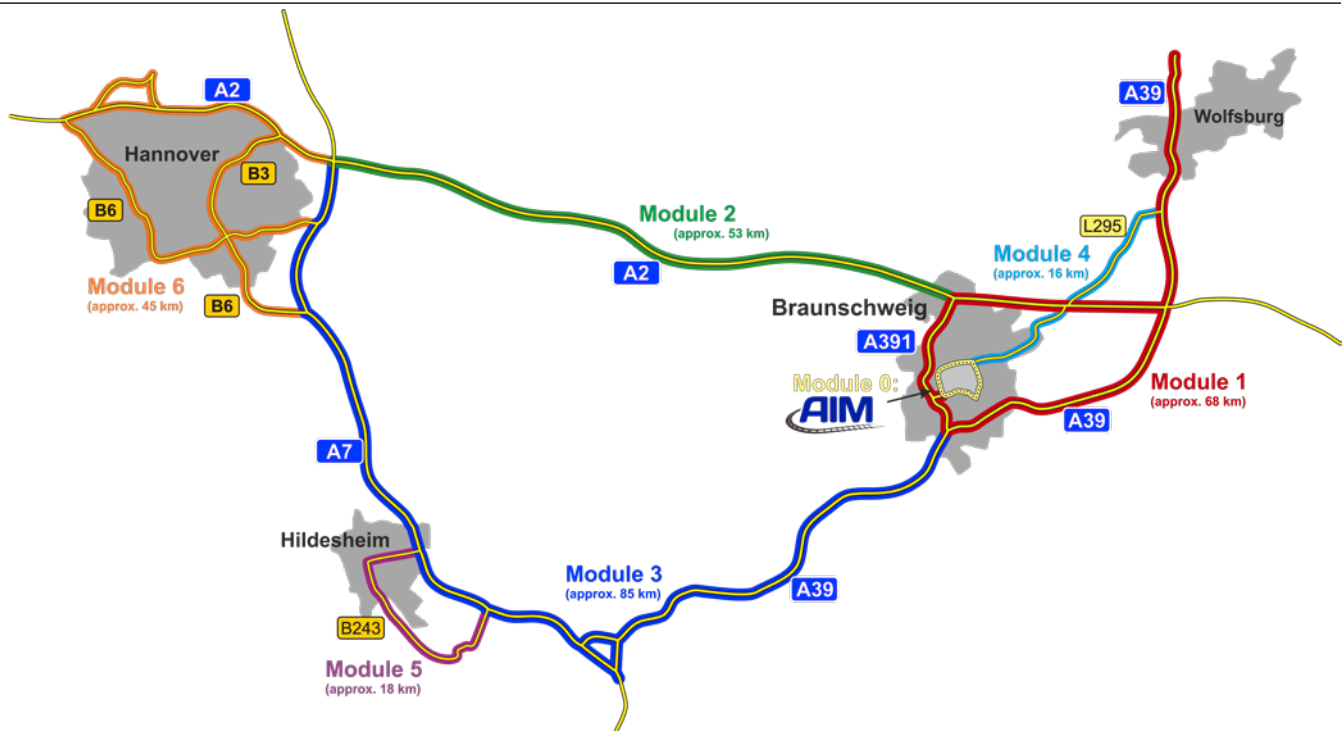 A2
A39
Wolfsburg
Hannover
B3
B6
Module 2
(approx. 53 km)
L295
Module 4
(approx. 16 km)
A2
Module 6
(approx. 45 km)
B6
Braunschweig
A391
Module 0:
AIM
Module 1
(approx. 68 km)
A39
A7
Hildesheim
Module 3
(approx. 85 km)
A39
B243
Module 5
(approx. 18 km)